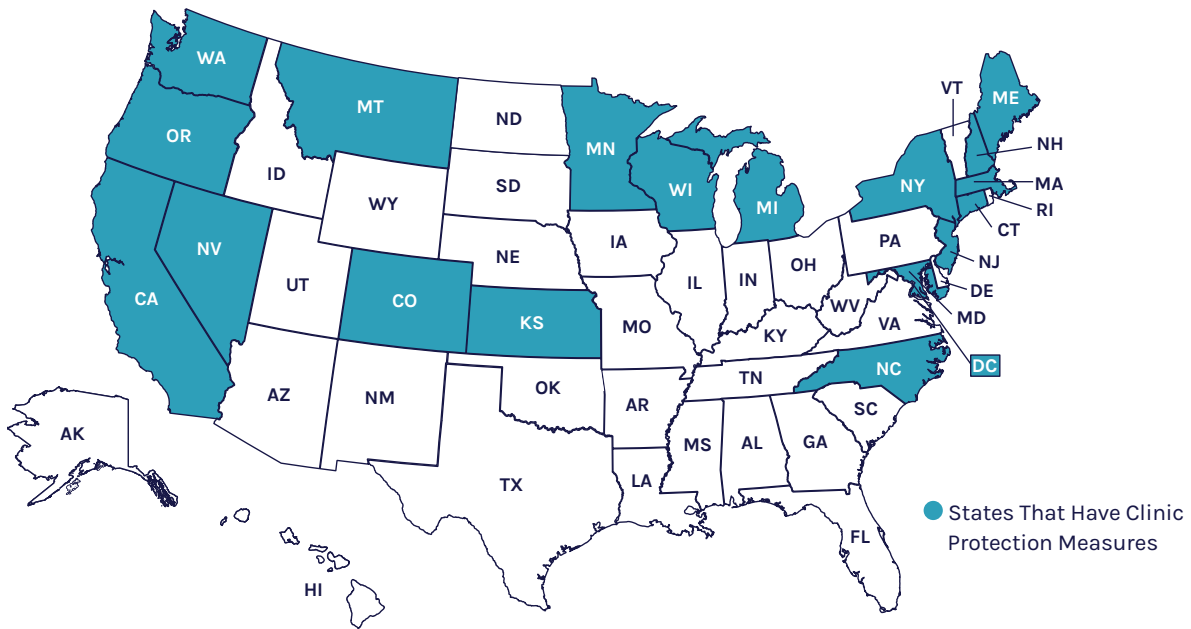 WA
MT
ND
MN
VT
ME
OR
ID
SD
WI
MI
NY
NH
MA
RI
CT
WY
NV
IA
PA
NJ
NE
OH
DE
CA
UT
CO
IL
IN
WV
MD
KS
MO
KY
VA
DC
NC
TN
AZ
NM
OK
AR
SC
AK
MS
AL
GA
TX
LA
States That Have Clinic
Protection Measures
FL
HI